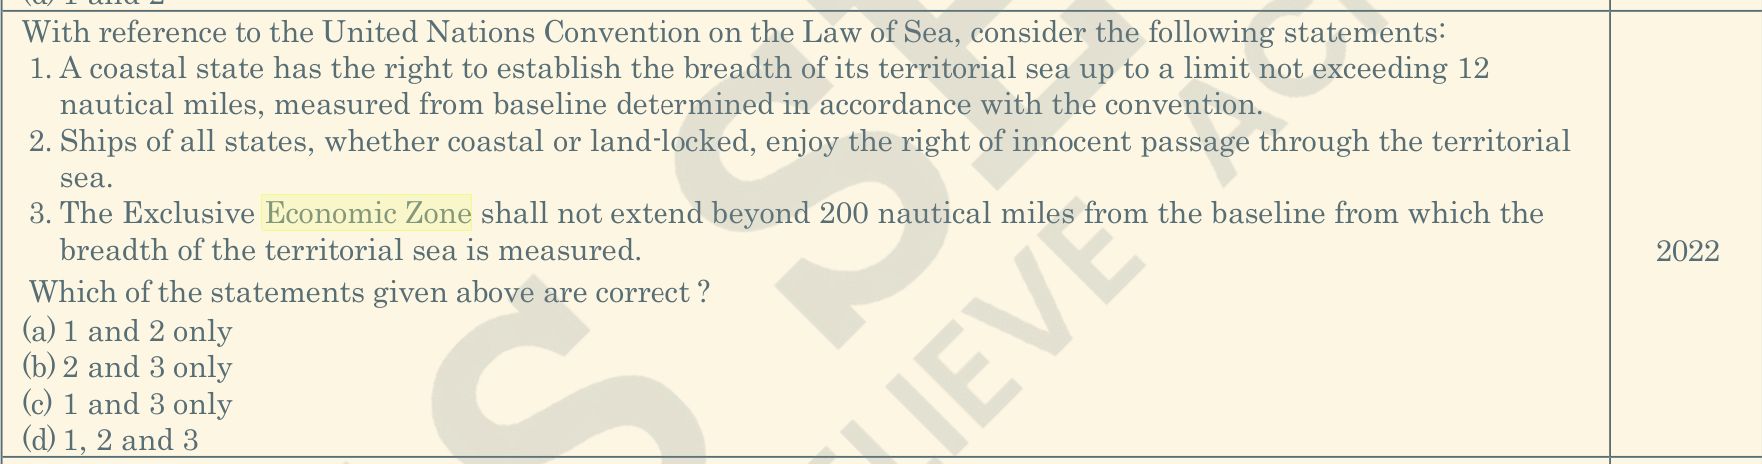 (d) 1 and 2
With reference to the United Nations Convention on the Law of Sea, consider the following statements:
1. A coastal state has the right to establish the breadth of its territorial sea up to a limit not exceeding 12
nautical miles, measured from baseline determined in accordance with the convention.
2. Ships of all states, whether coastal or land-locked, enjoy the right of innocent passage through the territorial
sea.
3. The Exclusive Economic Zone shall not extend beyond 200 nautical miles from the baseline from which the
breadth of the territorial sea is measured.
2022
Which of the statements given above are correct ?
(a) 1 and 2 only
(b) 2 and 3 only
(c) 1 and 3 only
(d) 1, 2 and 3